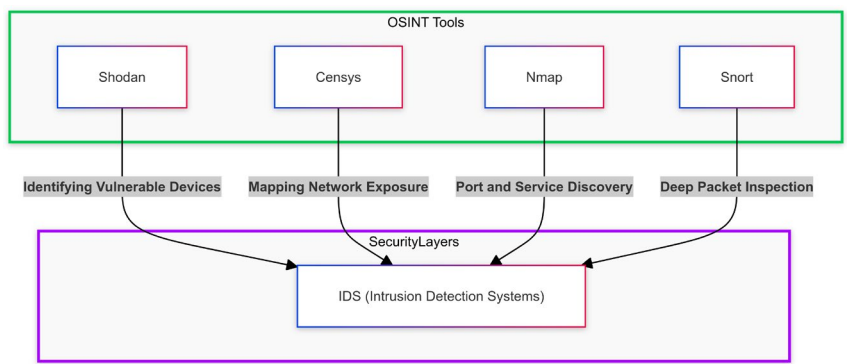 OSINT Tools
Shodan
Censys
Nmap
Snort
Identifying Vulnerable Devices
Mapping Network Exposure
Port and Service Discovery
Deep Packet Inspection
SecurityLayers
IDS (Intrusion Detection Systems)